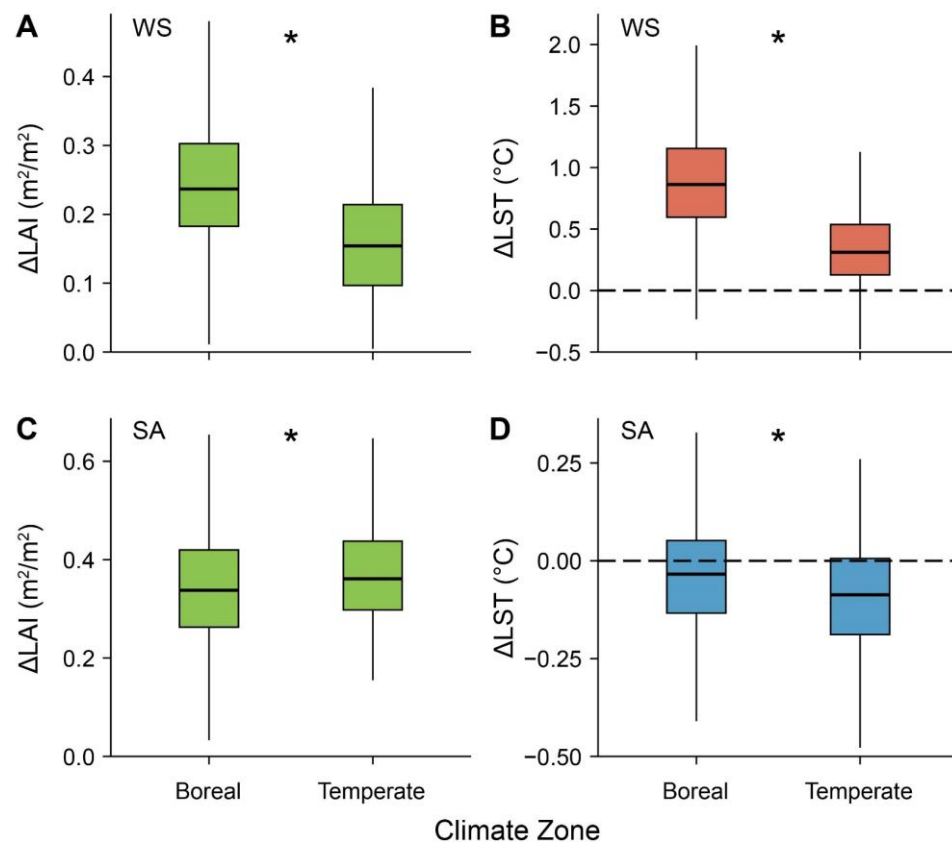 A
WS
*
ΔLAI (m²/m²)
0.4
0.3
0.2
0.1
0.0
B
WS
*
ΔLST (°C)
2.0
1.5
1.0
0.5
0.0
−0.5
C
SA
*
ΔLAI (m²/m²)
0.6
0.4
0.2
0.0
Boreal
Temperate
D
SA
*
ΔLST (°C)
0.25
0.00
−0.25
−0.50
Boreal
Temperate
Climate Zone